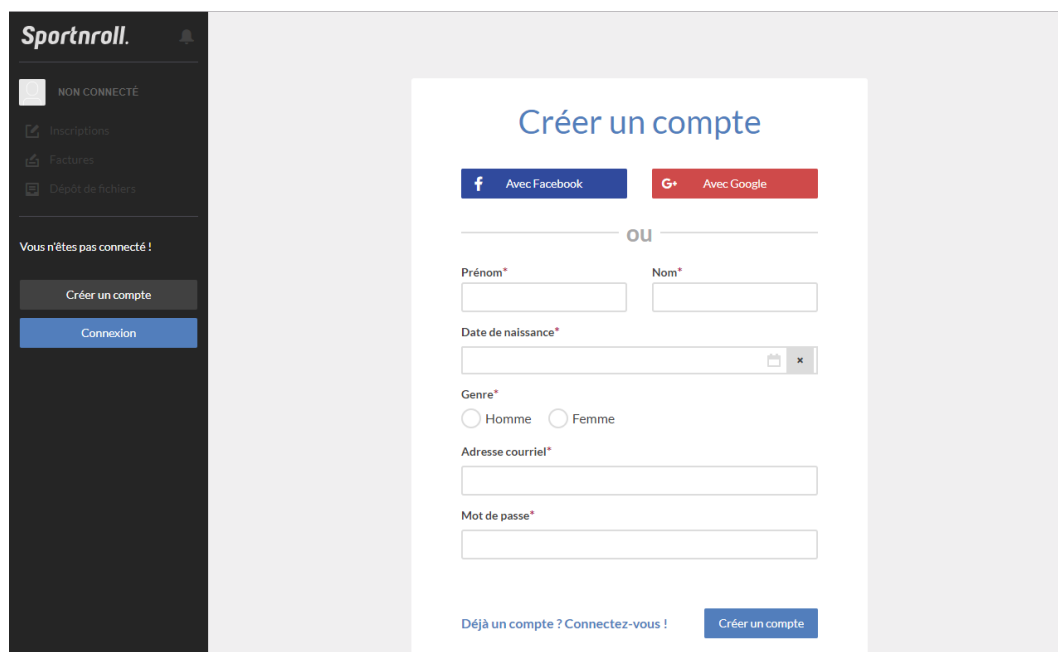 Sportnroll.
NON CONNECTÉ
Inscriptions
Factures
Dépôt de fichiers
Vous n'êtes pas connecté !
Créer un compte
Connexion
Créer un compte
Avec Facebook
G+ Avec Google
ou
Prénom* Nom*
Date de naissance*
Genre*
Homme Femme
Adresse courriel*
Mot de passe*
Déjà un compte ? Connectez-vous ! Créer un compte